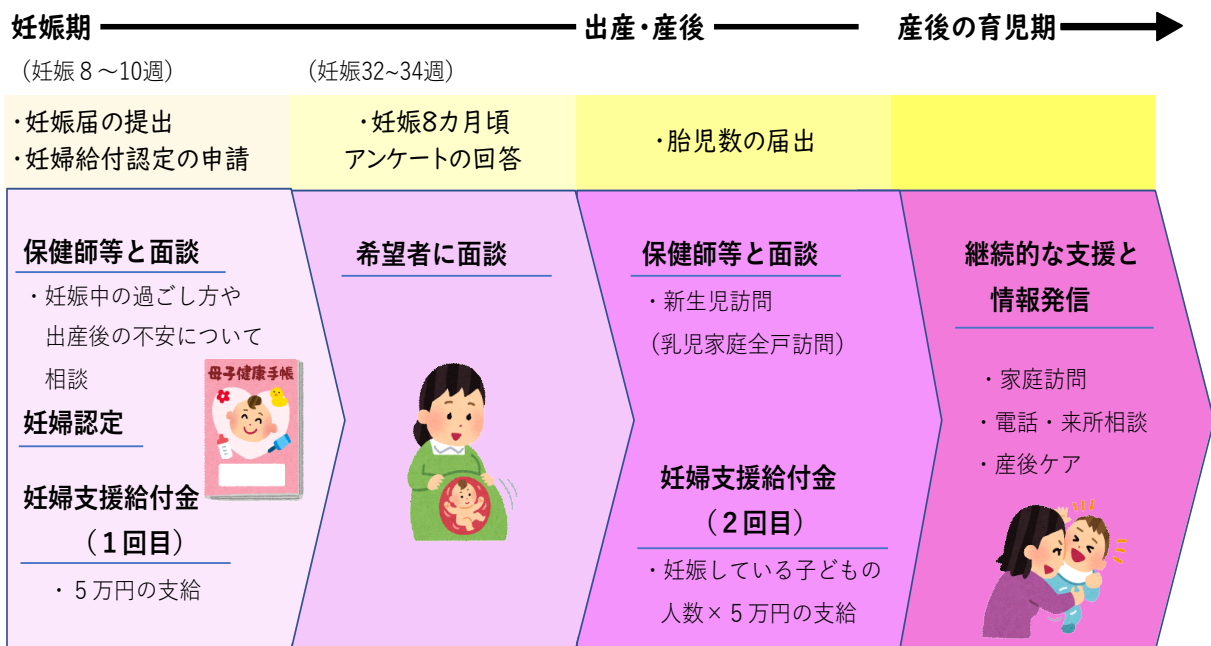 妊娠期
出産・産後
産後の育児期
（妊娠８～10週）
（妊娠32~34週）
・妊娠届の提出
・妊婦給付認定の申請
・妊娠8カ月頃
アンケートの回答
・胎児数の届出
保健師等と面談
・妊娠中の過ごし方や
出産後の不安について
相談
母子健康手帳
妊婦認定
妊婦支援給付金
（１回目）
・５万円の支給
希望者に面談
保健師等と面談
・新生児訪問
（乳児家庭全戸訪問）
妊婦支援給付金
（２回目）
・妊娠している子どもの
人数×５万円の支給
継続的な支援と
情報発信
・家庭訪問
・電話・来所相談
・産後ケア